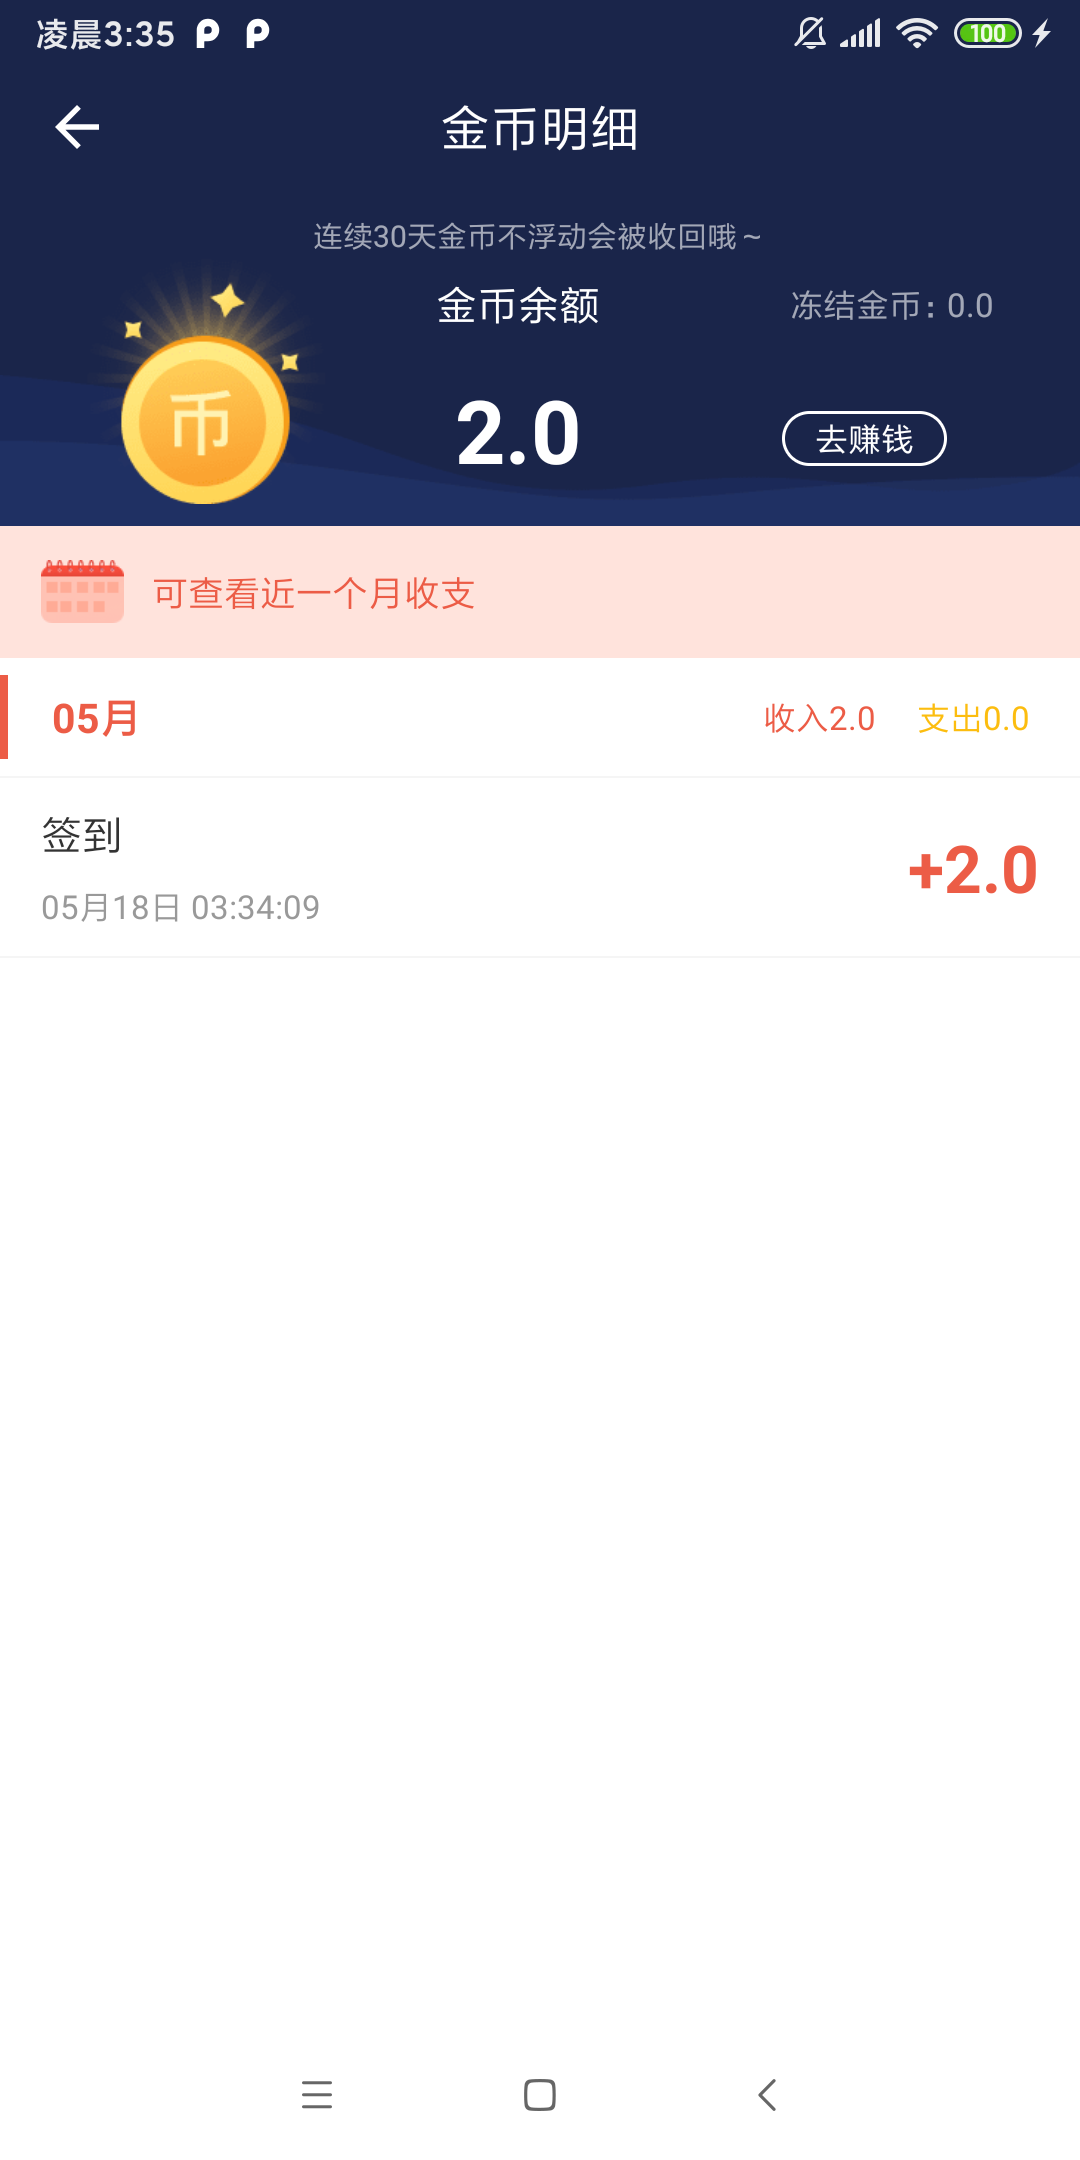 凌晨3:35
100
金币明细
连续30天金币不浮动会被收回哦~
金币余额
冻结金币: 0.0
币
2.0
去赚钱
可查看近一个月收支
05月
收入2.0
支出0.0
签到
+2.0
05月18日 03:34:09